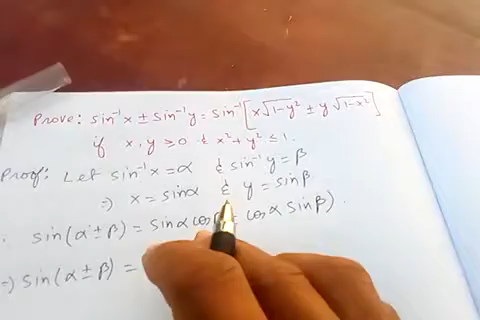 Prove: sin⁻¹x ± sin⁻¹y = sin⁻¹[x√1-y² ± y√1-x²]
if x, y ≥ 0 & x² + y² ≤ 1.
Proof: Let sin⁻¹x = α & sin⁻¹y = β
⇒ x = sinα & y = sinβ
sin(α ± β) = sinα cos cosα sinβ)
⇒ sin(α ± β) =